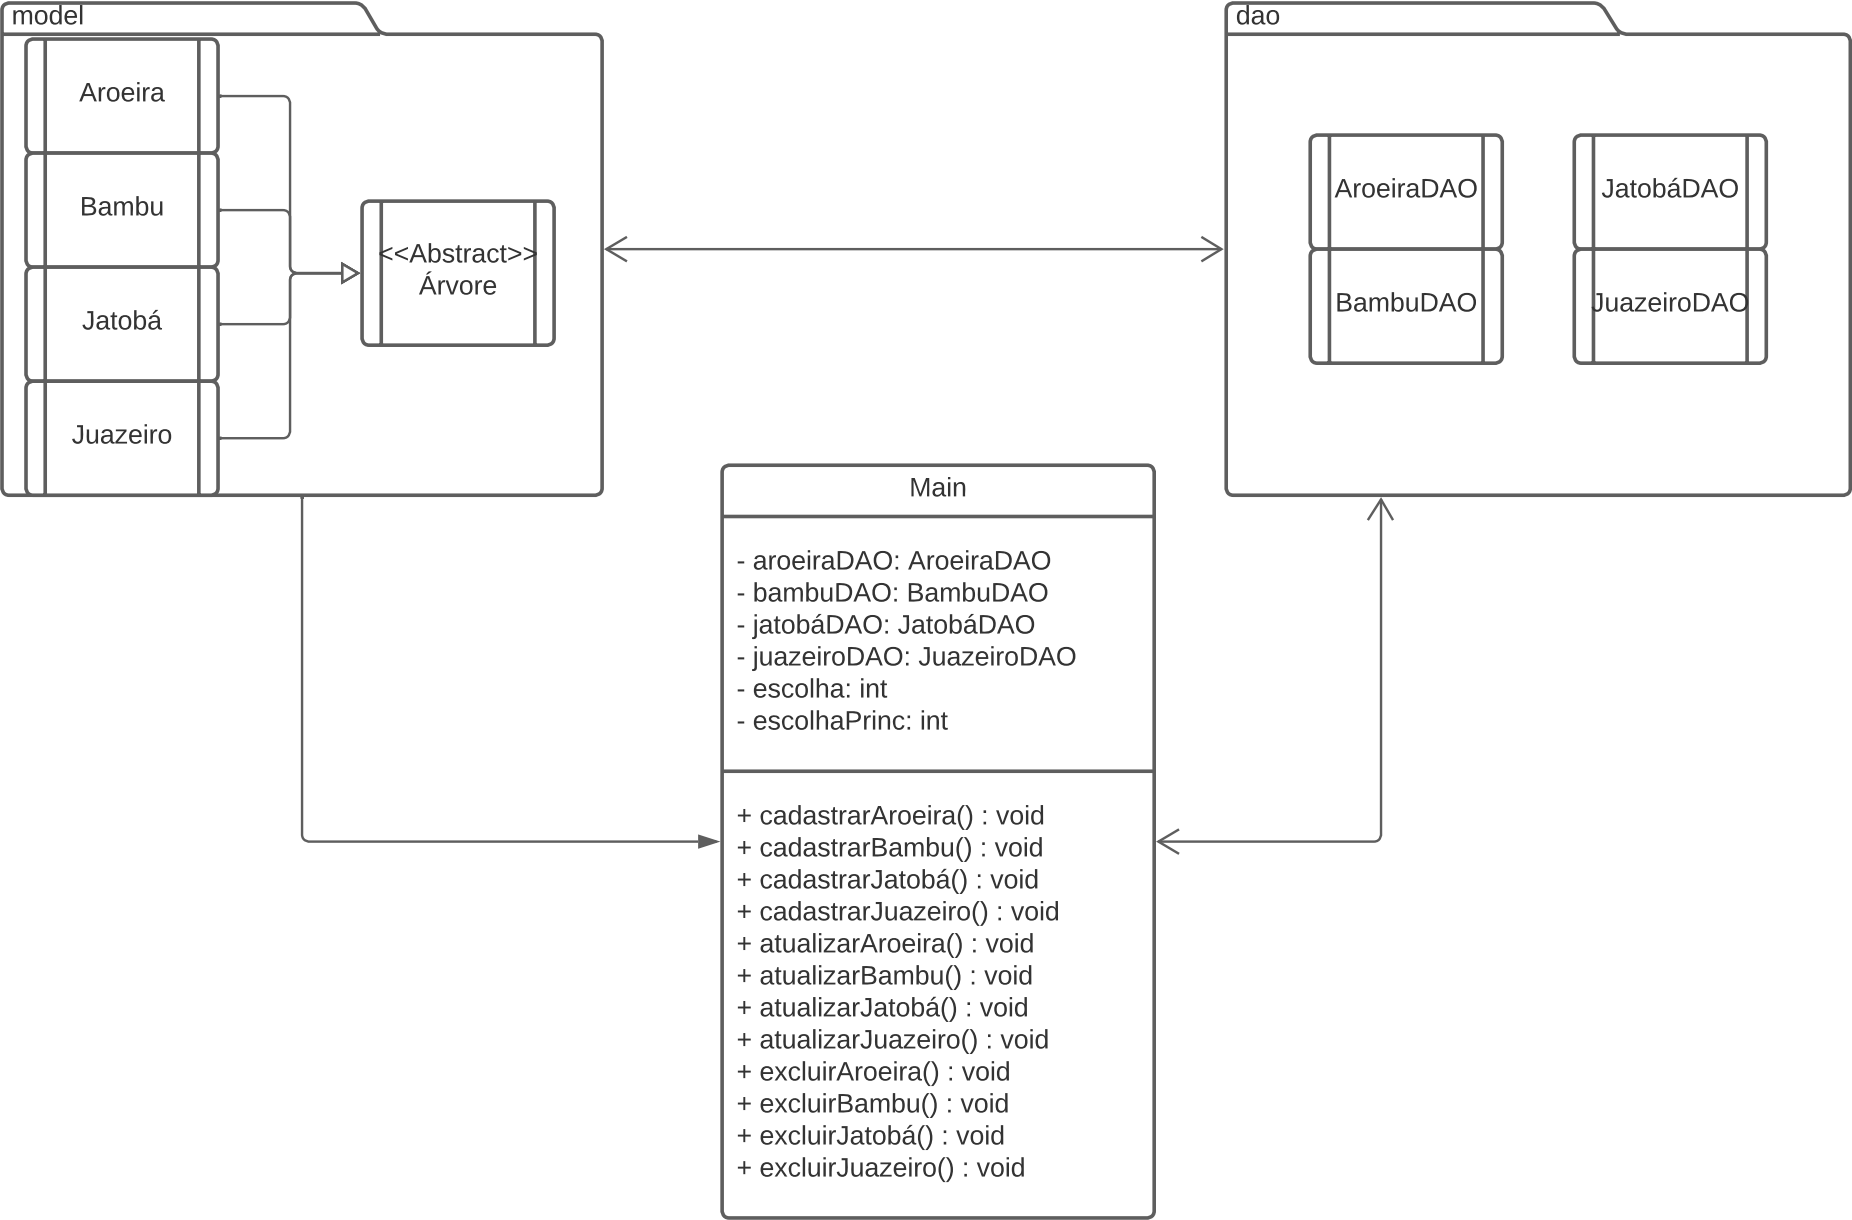 model
Aroeira
Bambu
Jatobá
Juazeiro
<<Abstract>>
Árvore
dao
AroeiraDAO
JatobáDAO
BambuDAO
JuazeiroDAO
Main
- aroeiraDAO: AroeiraDAO
- bambuDAO: BambuDAO
- jatobáDAO: JatobáDAO
- juazeiroDAO: JuazeiroDAO
- escolha: int
- escolhaPrinc: int
+ cadastrarAroeira() : void
+ cadastrarBambu() : void
+ cadastrarJatobá() : void
+ cadastrarJuazeiro() : void
+ atualizarAroeira() : void
+ atualizarBambu() : void
+ atualizarJatobá() : void
+ atualizarJuazeiro() : void
+ excluirAroeira() : void
+ excluirBambu() : void
+ excluirJatobá() : void
+ excluirJuazeiro() : void